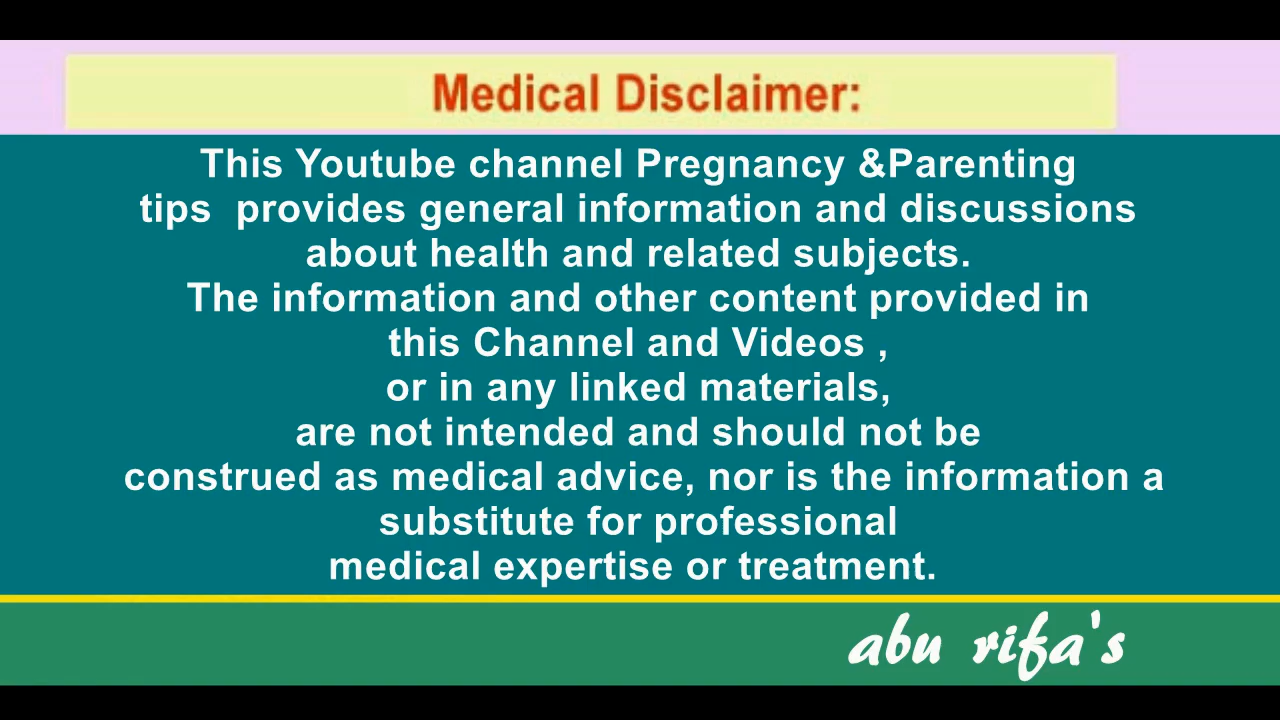 Medical Disclaimer:
This Youtube channel Pregnancy &Parenting
tips  provides general information and discussions
about health and related subjects.
The information and other content provided in
this Channel and Videos ,
or in any linked materials,
are not intended and should not be
construed as medical advice, nor is the information a
substitute for professional
medical expertise or treatment.
abu rifa's